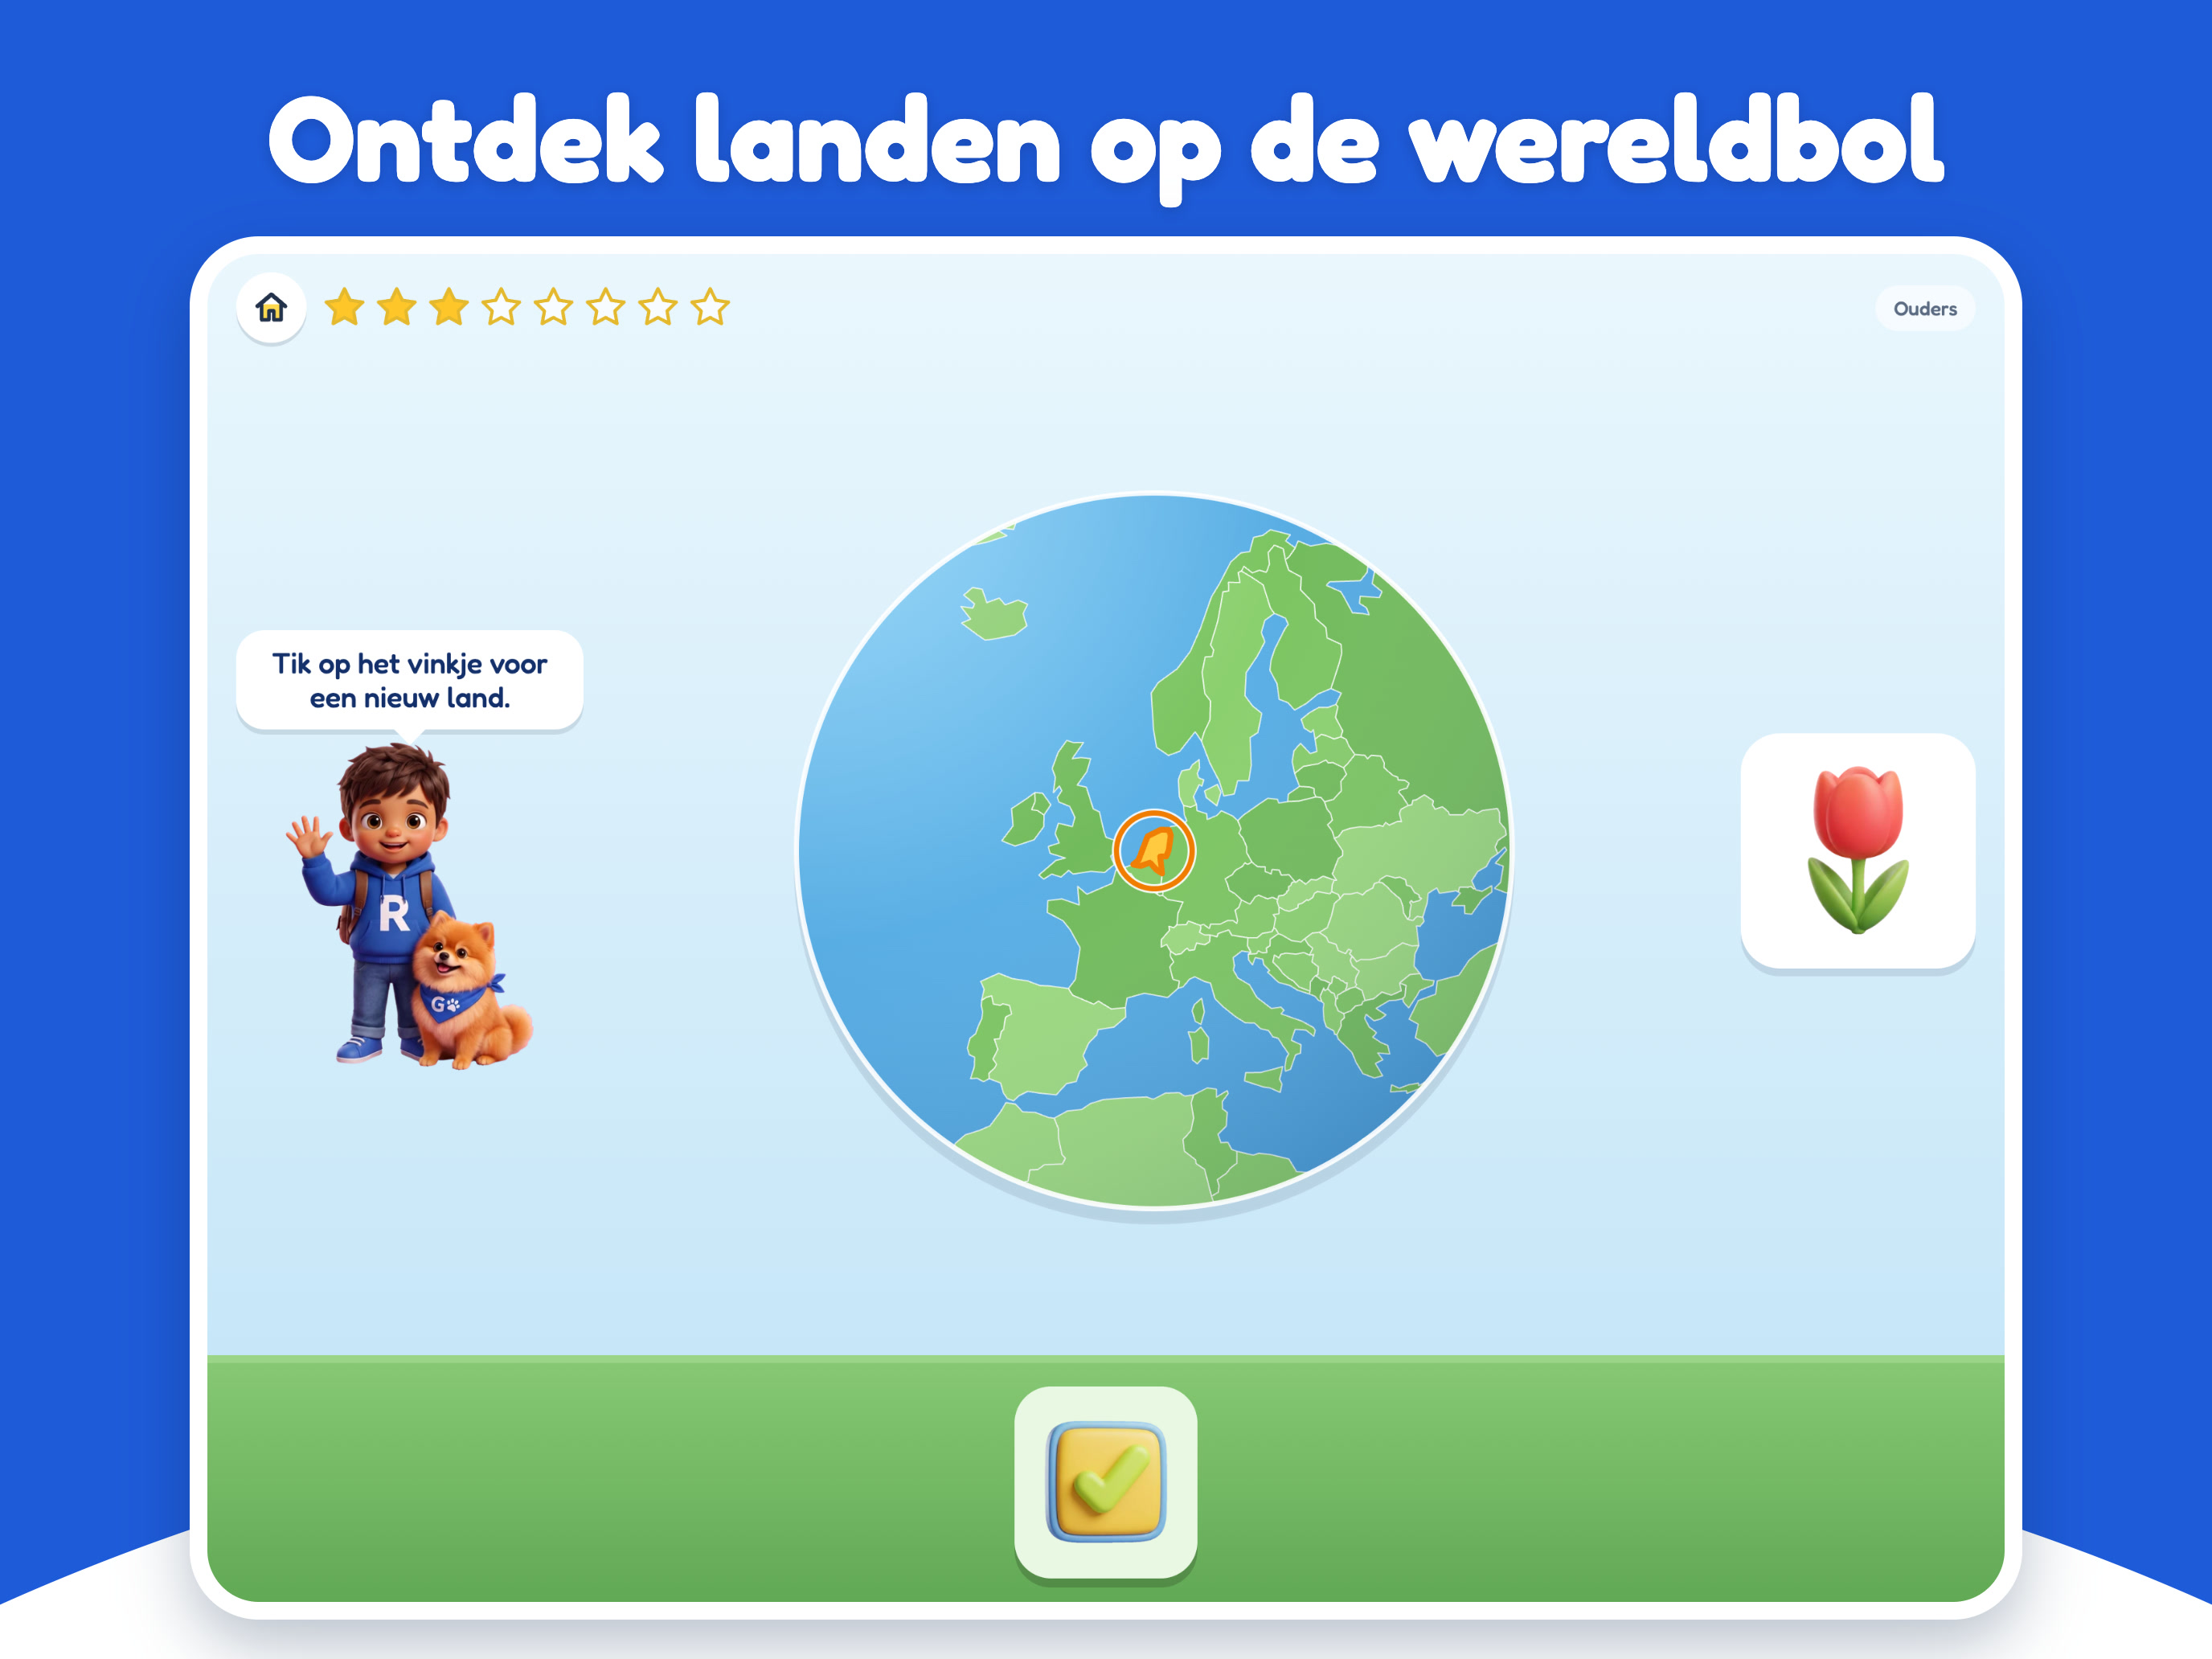 Ontdek landen op de wereldbol
Ouders
Tik op het vinkje voor
een nieuw land.
R
G